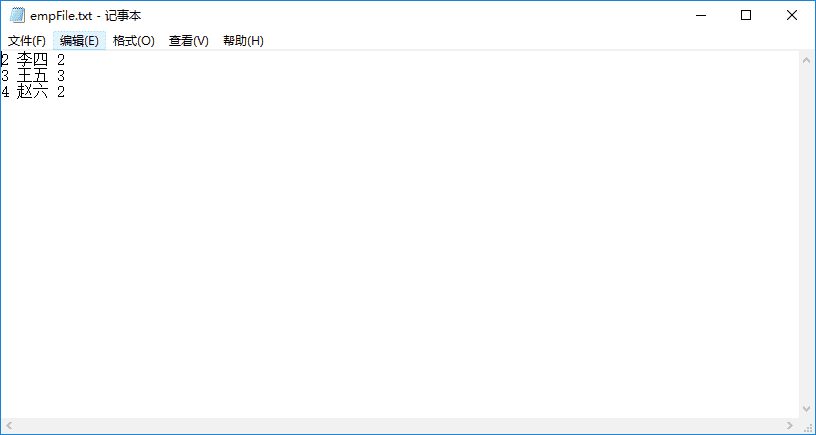 empFile.txt - 记事本
文件(F) 编辑(E) 格式(O) 查看(V) 帮助(H)
2 李四 2
3 王五 3
4 赵六 2